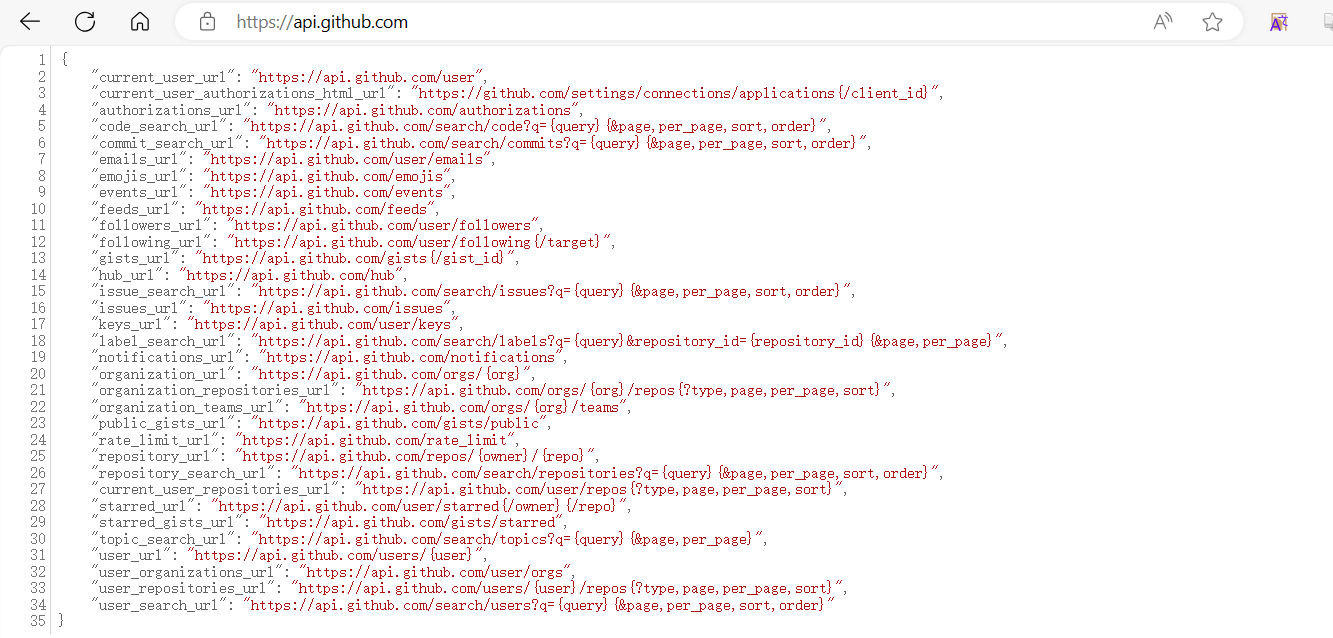 https://api.github.com
1 {
2 "current_user_url": "https://api.github.com/user",
3 "current_user_authorizations_html_url": "https://github.com/settings/connections/applications{/client_id}",
4 "authorizations_url": "https://api.github.com/authorizations",
5 "code_search_url": "https://api.github.com/search/code?q={query}{&page,per_page,sort,order}",
6 "commit_search_url": "https://api.github.com/search/commits?q={query}{&page,per_page,sort,order}",
7 "emails_url": "https://api.github.com/user/emails",
8 "emojis_url": "https://api.github.com/emojis",
9 "events_url": "https://api.github.com/events",
10 "feeds_url": "https://api.github.com/feeds",
11 "followers_url": "https://api.github.com/user/followers",
12 "following_url": "https://api.github.com/user/following{/target}",
13 "gists_url": "https://api.github.com/gists{/gist_id}",
14 "hub_url": "https://api.github.com/hub",
15 "issue_search_url": "https://api.github.com/search/issues?q={query}{&page,per_page,sort,order}",
16 "issues_url": "https://api.github.com/issues",
17 "keys_url": "https://api.github.com/user/keys",
18 "label_search_url": "https://api.github.com/search/labels?q={query}&repository_id={repository_id}{&page,per_page}",
19 "notifications_url": "https://api.github.com/notifications",
20 "organization_url": "https://api.github.com/orgs/{org}",
21 "organization_repositories_url": "https://api.github.com/orgs/{org}/repos{?type,page,per_page,sort}",
22 "organization_teams_url": "https://api.github.com/orgs/{org}/teams",
23 "public_gists_url": "https://api.github.com/gists/public",
24 "rate_limit_url": "https://api.github.com/rate_limit",
25 "repository_url": "https://api.github.com/repos/{owner}/{repo}",
26 "repository_search_url": "https://api.github.com/search/repositories?q={query}{&page,per_page,sort,order}",
27 "current_user_repositories_url": "https://api.github.com/user/repos{?type,page,per_page,sort}",
28 "starred_url": "https://api.github.com/user/starred{/owner}{/repo}",
29 "starred_gists_url": "https://api.github.com/gists/starred",
30 "topic_search_url": "https://api.github.com/search/topics?q={query}{&page,per_page}",
31 "user_url": "https://api.github.com/users/{user}",
32 "user_organizations_url": "https://api.github.com/user/orgs",
33 "user_repositories_url": "https://api.github.com/users/{user}/repos{?type,page,per_page,sort}",
34 "user_search_url": "https://api.github.com/search/users?q={query}{&page,per_page,sort,order}"
35 }